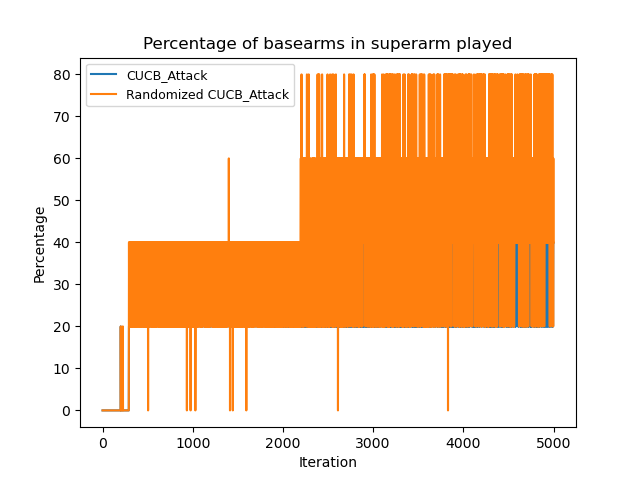 Percentage of basearms in superarm played
CUCB_Attack
Randomized CUCB_Attack
80
70
60
50
40
30
20
10
0
Percentage
0 1000 2000 3000 4000 5000
Iteration